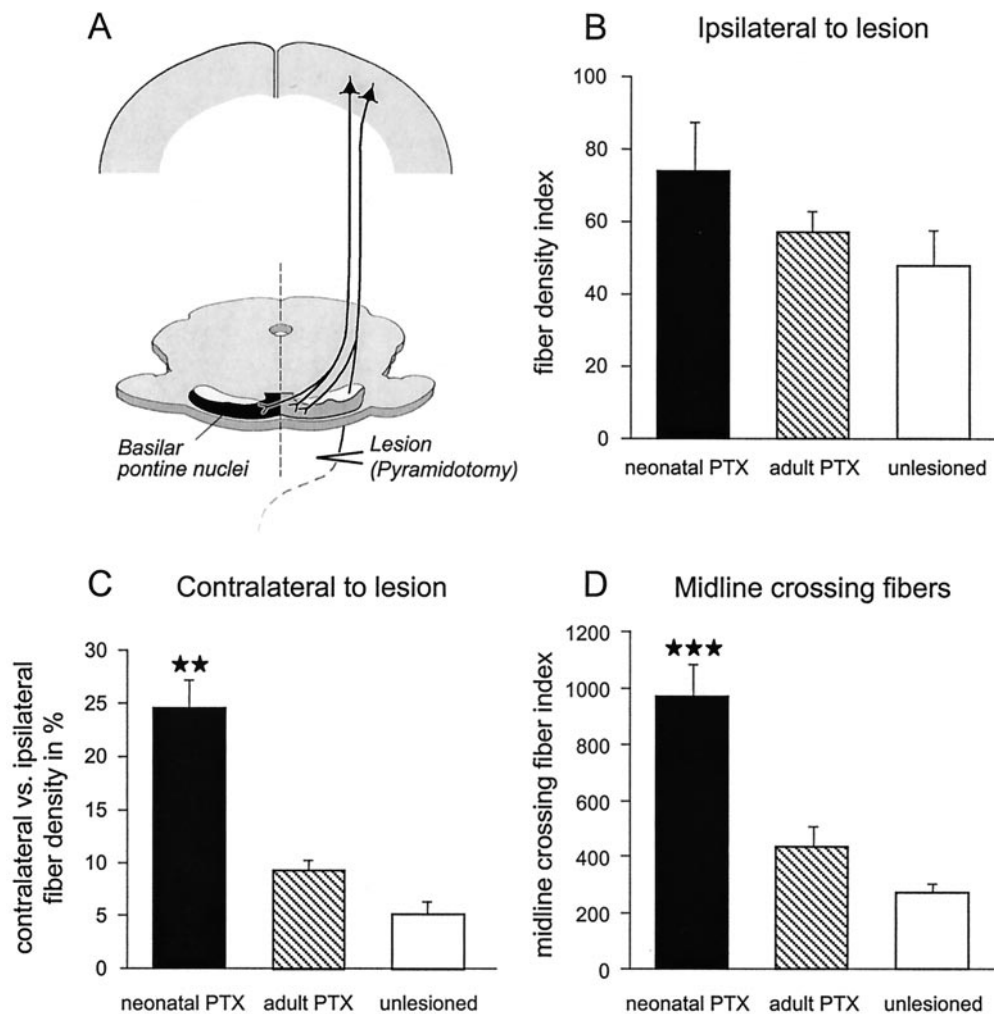 A
Basilar
pontine nuclei
Lesion
(Pyramidotomy)
B
Ipsilateral to lesion
fiber density index
100
80
60
40
20
0
neonatal PTX adult PTX unlesioned
C
Contralateral to lesion
contralateral vs. ipsilateral
fiber density in %
30
25
20
15
10
5
0
★★
neonatal PTX adult PTX unlesioned
D
Midline crossing fibers
midline crossing fiber index
1200
1000
800
600
400
200
0
★★★
neonatal PTX adult PTX unlesioned